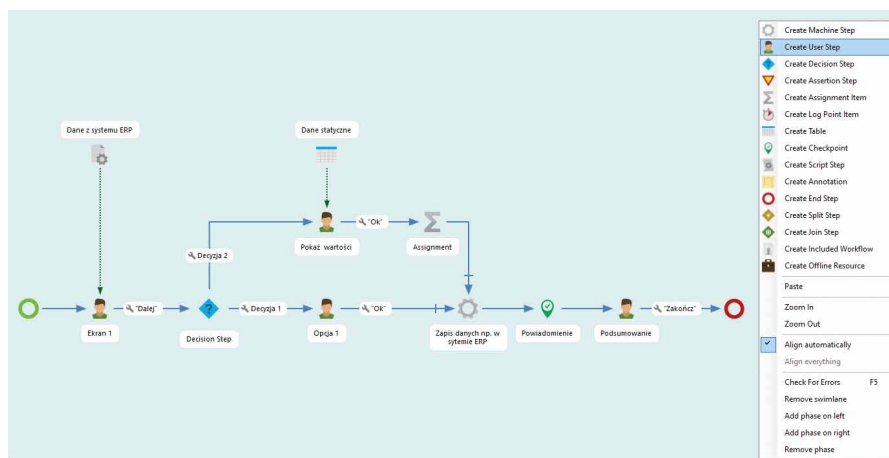 Dane z systemu ERP
Dane statyczne
Decyzja 2
Pokaż wartości
"Ok"
Assignment
Ekran 1
"Dalej"
Decision Step
Decyzja 1
Opcja 1
"Ok"
Zapis danych np. w
sytemie ERP
Powiadomienie
Podsumowanie
"Zakończ"
Create Machine Step
Create User Step
Create Decision Step
Create Assertion Step
Create Assignment Item
Create Log Point Item
Create Table
Create Checkpoint
Create Script Step
Create Annotation
Create End Step
Create Split Step
Create Join Step
Create Included Workflow
Create Offline Resource
Paste
Zoom In
Zoom Out
Align automatically
Align everything
Check For Errors F5
Remove swimlane
Add phase on left
Add phase on right
Remove phase